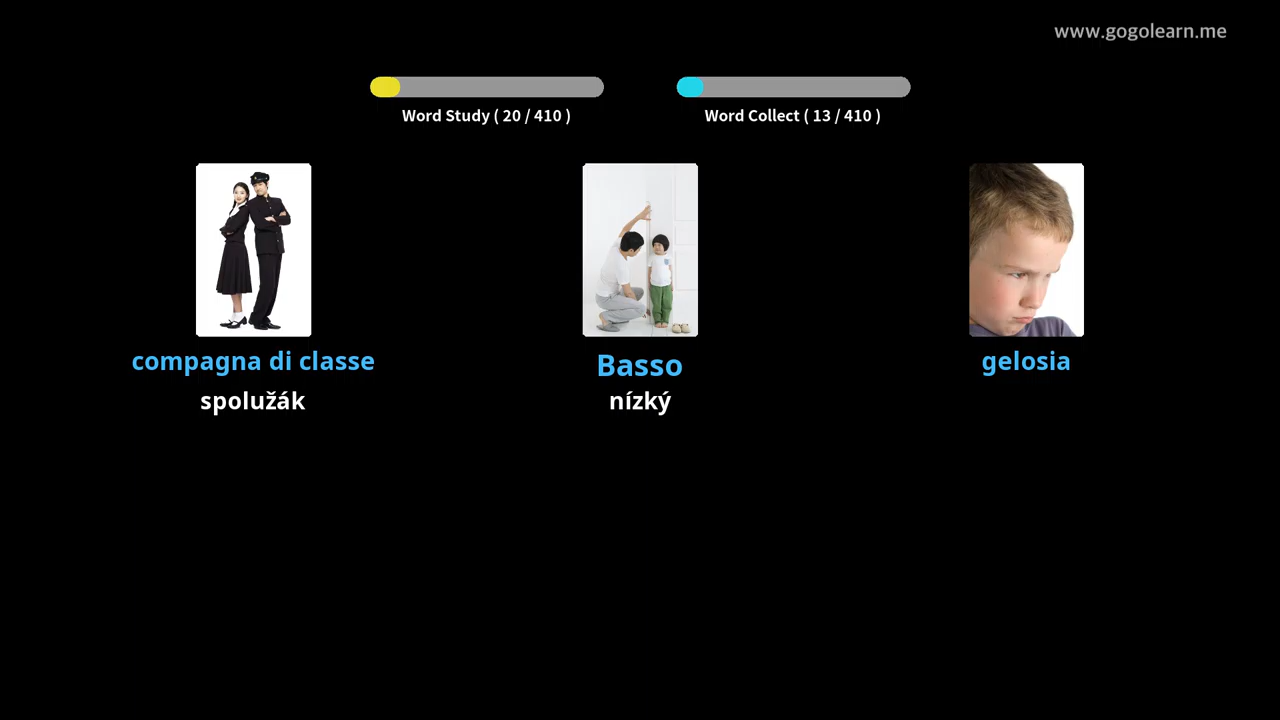 www.gogolearn.me
Word Study ( 20 / 410 )
Word Collect ( 13 / 410 )
compagna di classe
spolužák
Basso
nízký
gelosia